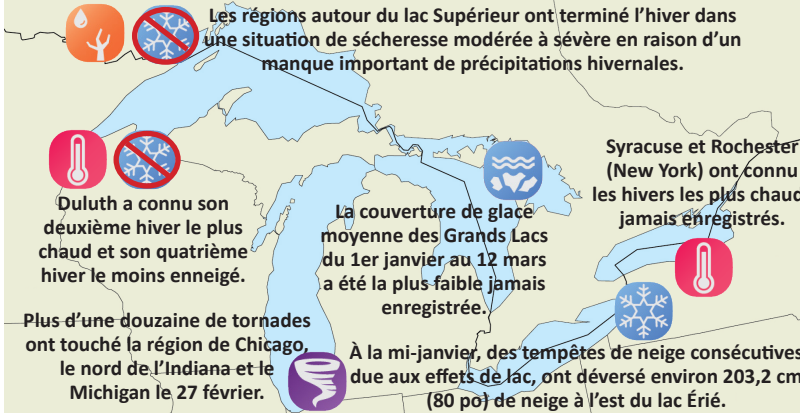 Les régions autour du lac Supérieur ont terminé l’hiver dans
une situation de sécheresse modérée à sévère en raison d’un
manque important de précipitations hivernales.
Duluth a connu son
deuxième hiver le plus
chaud et son quatrième
hiver le moins enneigé.
La couverture de glace
moyenne des Grands Lacs
du 1er janvier au 12 mars
a été la plus faible jamais
enregistrée.
Syracuse et Rochester
(New York) ont connu
les hivers les plus chaud
jamais enregistrés.
Plus d’une douzaine de tornades
ont touché la région de Chicago,
le nord de l’Indiana et le
Michigan le 27 février.
À la mi-janvier, des tempêtes de neige consécutives
due aux effets de lac, ont déversé environ 203,2 cm
(80 po) de neige à l’est du lac Érié.